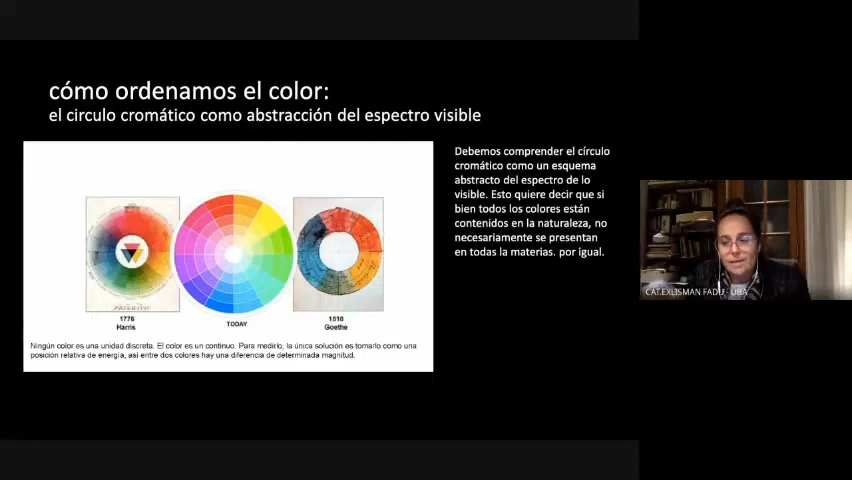 cómo ordenamos el color:
el circulo cromático como abstracción del espectro visible
Debemos comprender el círculo
cromático como un esquema
abstracto del espectro de lo
visible. Esto quiere decir que si
bien todos los colores están
contenidos en la naturaleza, no
necesariamente se presentan
en todas la materias. por igual.
PRISMATIC
1776
Harris
TODAY
1810
Goethe
Ningún color es una unidad discreta. El color es un continuo. Para medirlo, la única solución es tomarlo como una
posición relativa de energía, así entre dos colores hay una diferencia de determinada magnitud.
CAT.EXLISMAN FADU - UBA